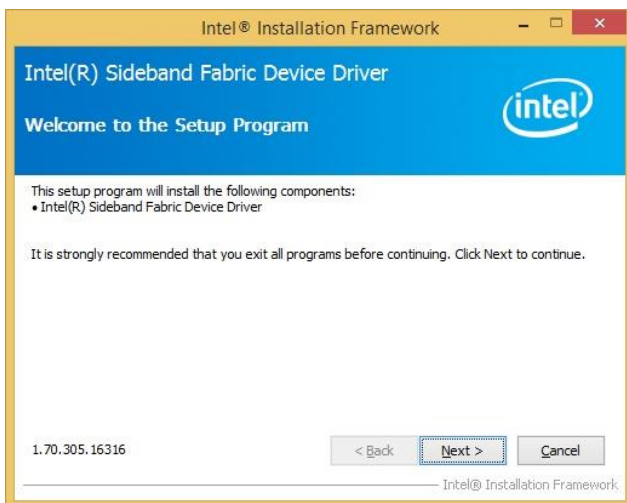 Intel® Installation Framework
Intel(R) Sideband Fabric Device Driver
Welcome to the Setup Program
intel
This setup program will install the following components:
• Intel(R) Sideband Fabric Device Driver
It is strongly recommended that you exit all programs before continuing. Click Next to continue.
1.70.305.16316
< Back
Next >
Cancel
Intel® Installation Framework